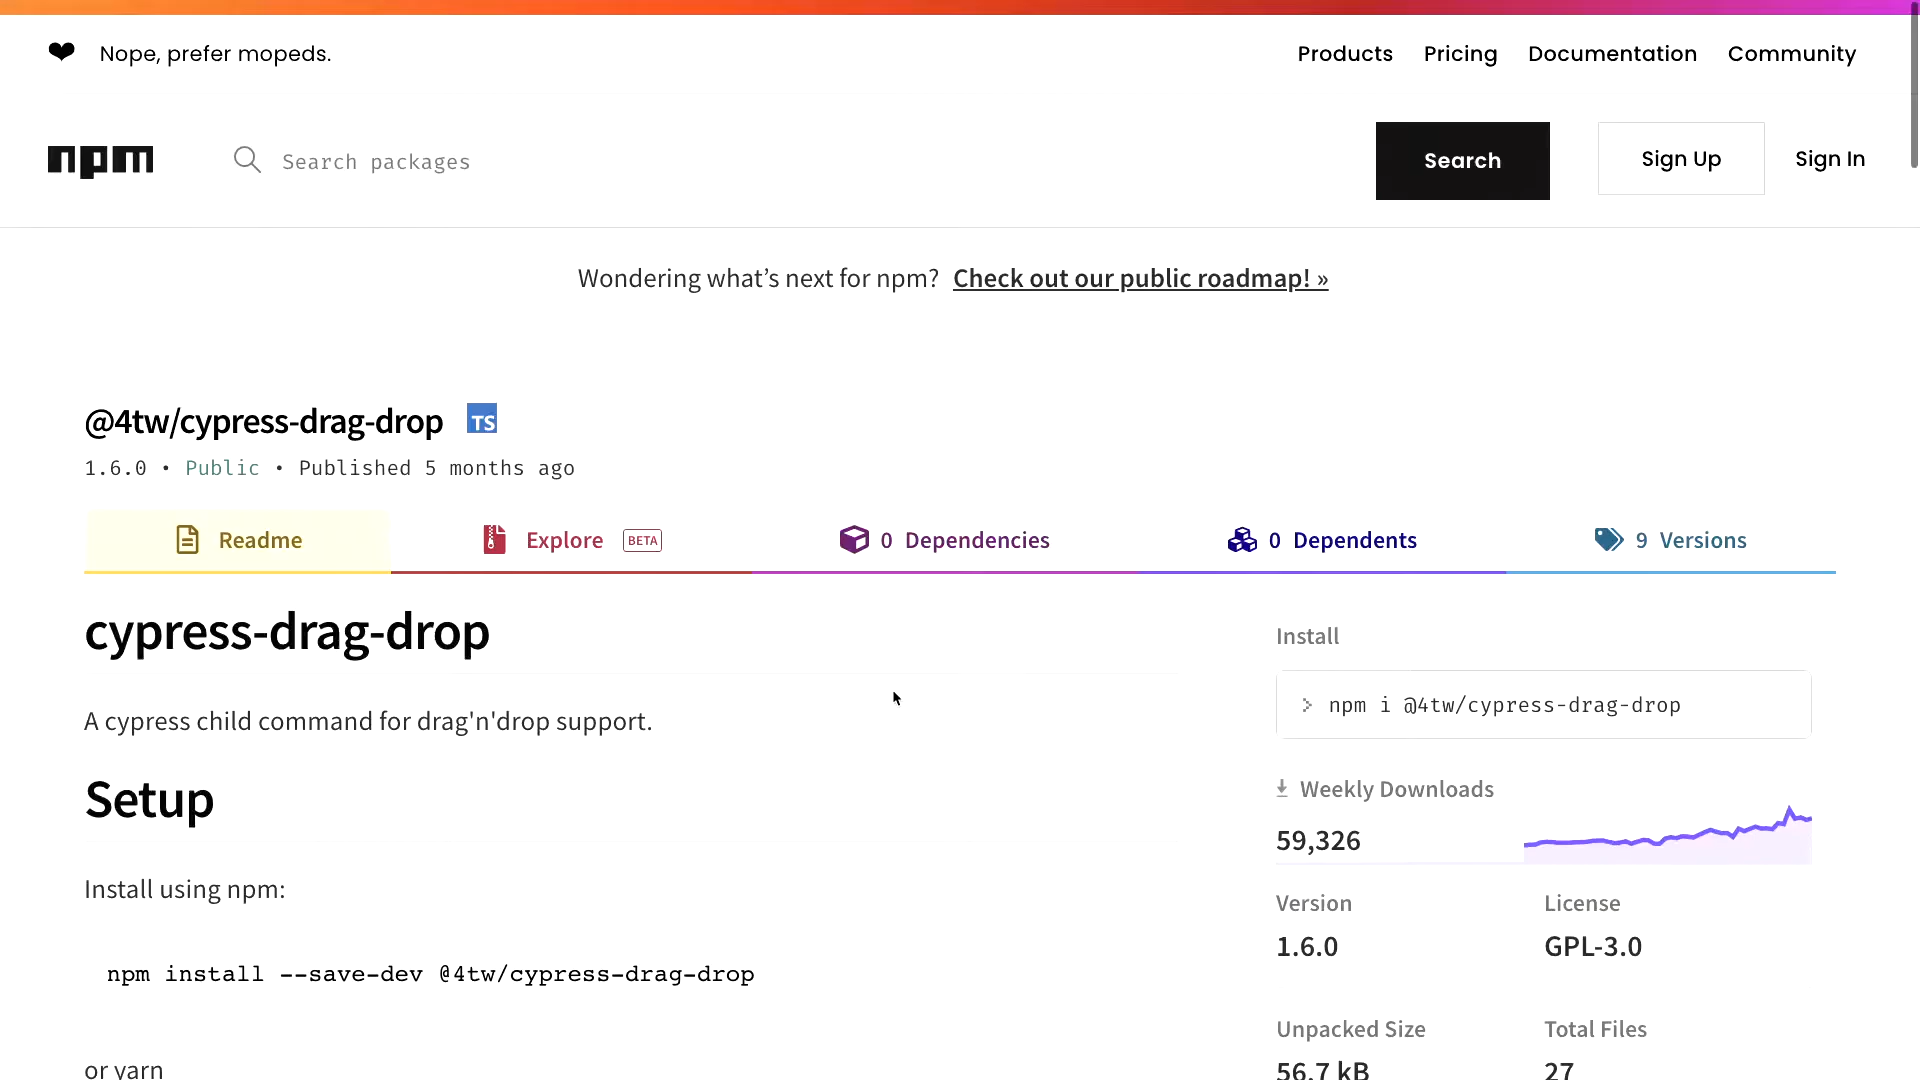 Nope, prefer mopeds.
Products Pricing Documentation Community
npm
Search packages
Search
Sign Up
Sign In
Wondering what’s next for npm? Check out our public roadmap! »
@4tw/cypress-drag-drop TS
1.6.0 • Public • Published 5 months ago
Readme
Explore BETA
0 Dependencies
0 Dependents
9 Versions
cypress-drag-drop
A cypress child command for drag'n'drop support.
Setup
Install using npm:
npm install --save-dev @4tw/cypress-drag-drop
or yarn
Install
> npm i @4tw/cypress-drag-drop
Weekly Downloads
59,326
Version
1.6.0
License
GPL-3.0
Unpacked Size
56.7 kB
Total Files
27